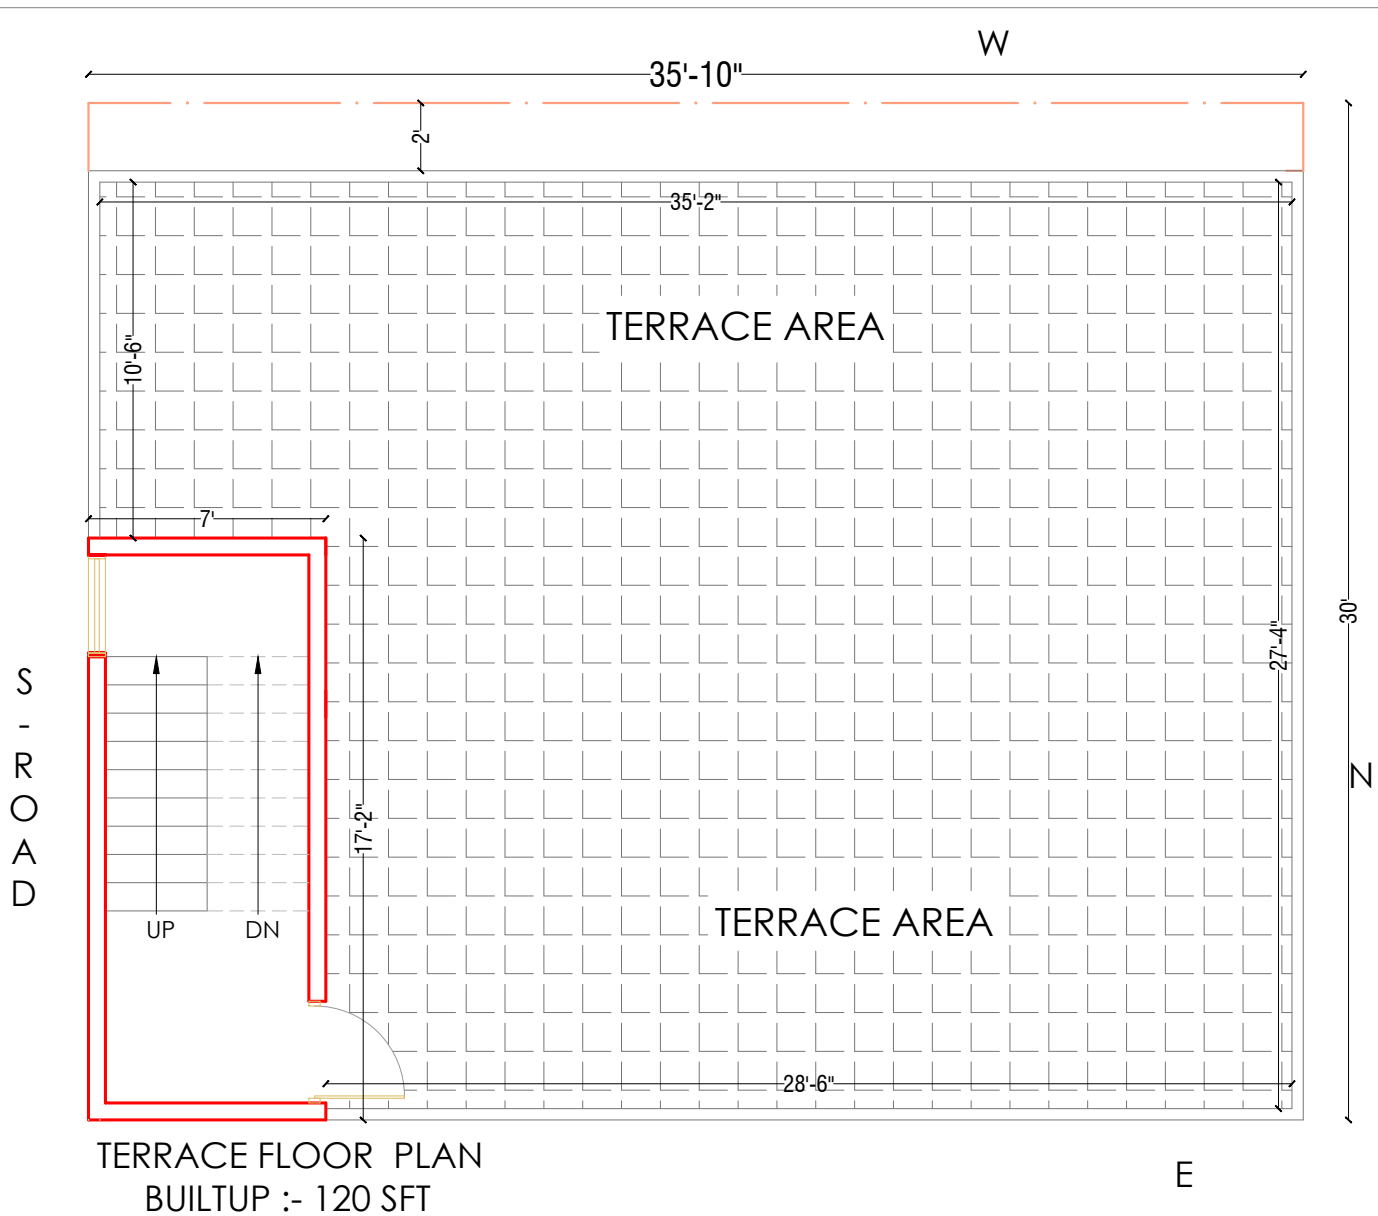 W
35'-10"
2'
35'-2"
TERRACE AREA
10'-6"
7'
30'
27'-4"
S
-
R
O
A
D
N
17'-2"
TERRACE AREA
UP
DN
28'-6"
TERRACE FLOOR PLAN
BUILTUP :- 120 SFT
E